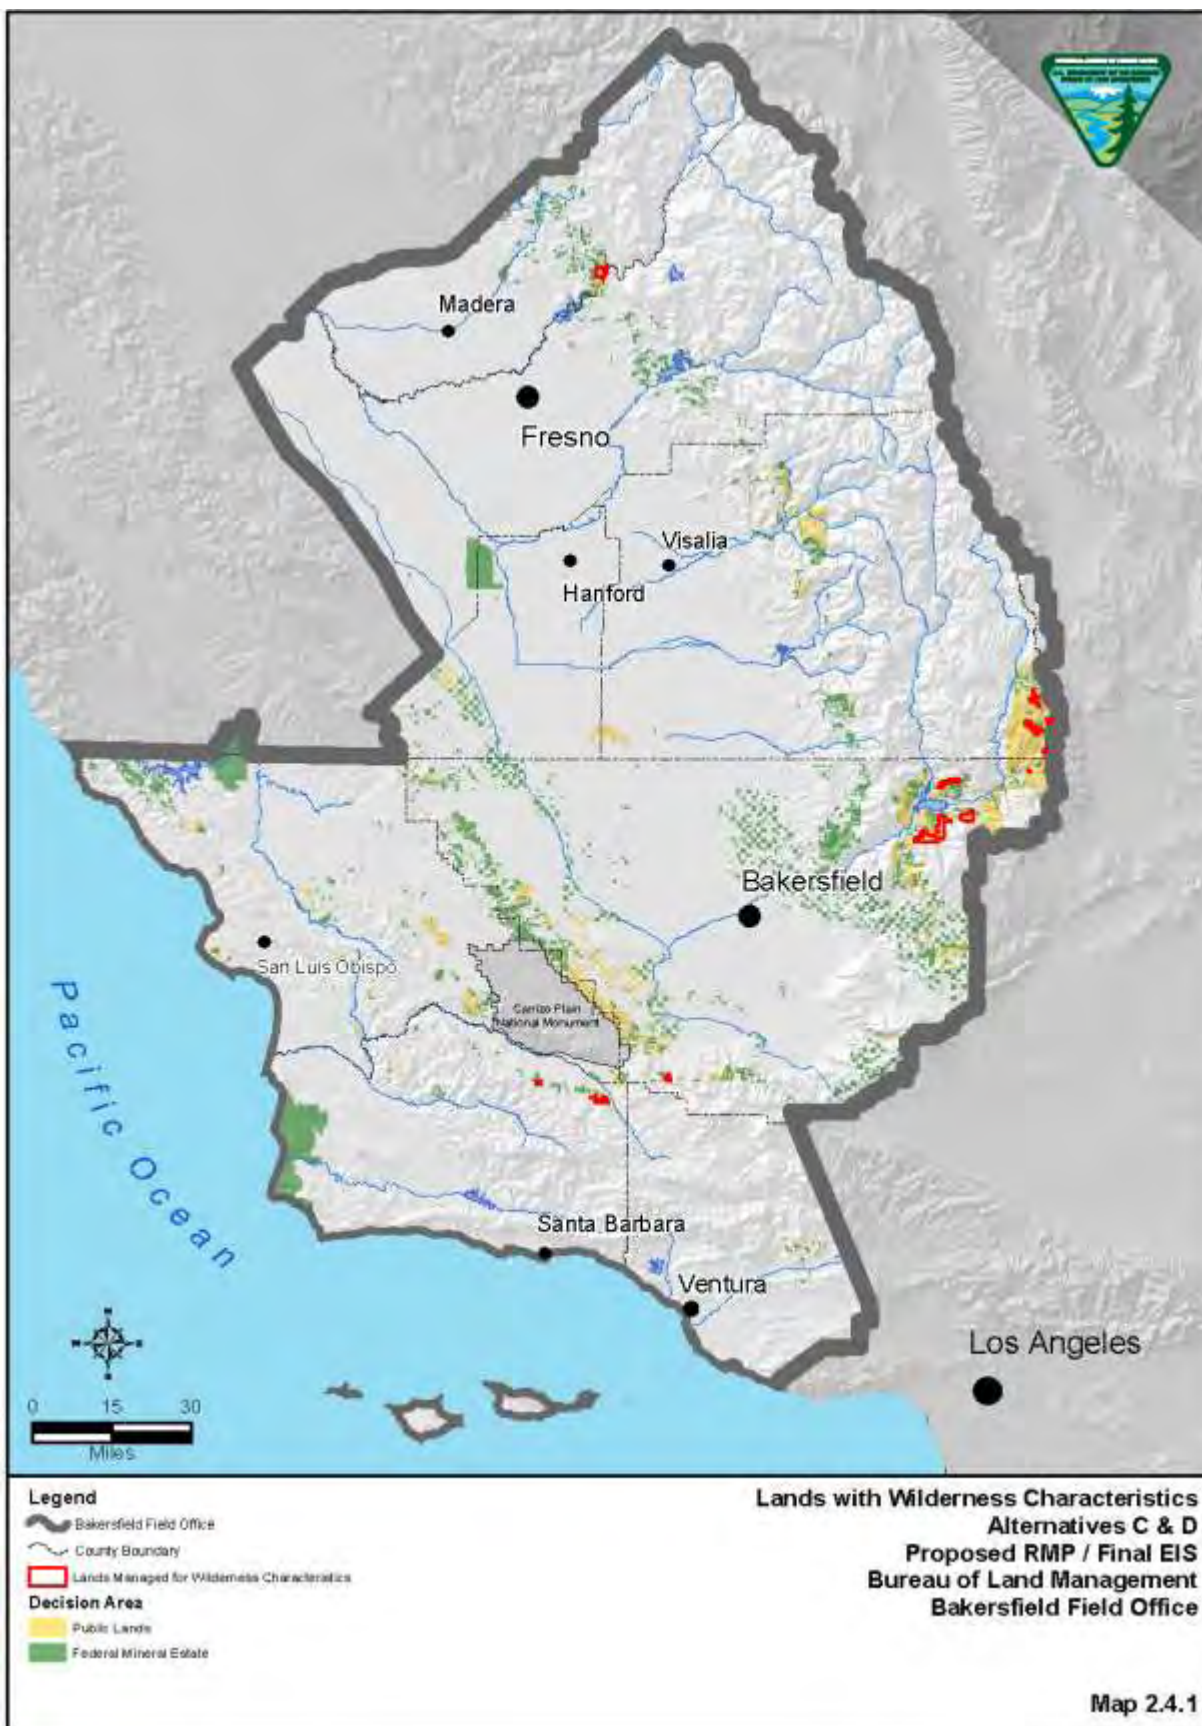 Madera
Fresno
Visalia
Hanford
Bakersfield
San Luis Obispo
Carrizo Plain
National Monument
Pacific Ocean
Santa Barbara
Ventura
Los Angeles
N
W
E
S
0 15 30
Miles
Legend
Bakersfield Field Office
County Boundary
Lands Managed for Wilderness Characteristics
Decision Area
Public Lands
Federal Mineral Estate
Lands with Wilderness Characteristics
Alternatives C & D
Proposed RMP / Final EIS
Bureau of Land Management
Bakersfield Field Office
Map 2.4.1